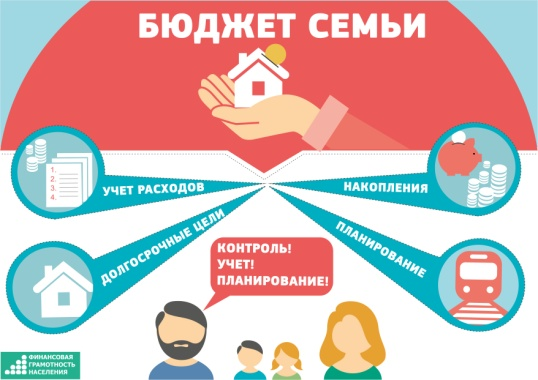 БЮДЖЕТ СЕМЬИ
1.
2.
3.
4.
УЧЕТ РАСХОДОВ
НАКОПЛЕНИЯ
ДОЛГОСРОЧНЫЕ ЦЕЛИ
ПЛАНИРОВАНИЕ
КОНТРОЛЬ!
УЧЕТ!
ПЛАНИРОВАНИЕ!
ФИНАНСОВАЯ
ГРАМОТНОСТЬ
НАСЕЛЕНИЯ